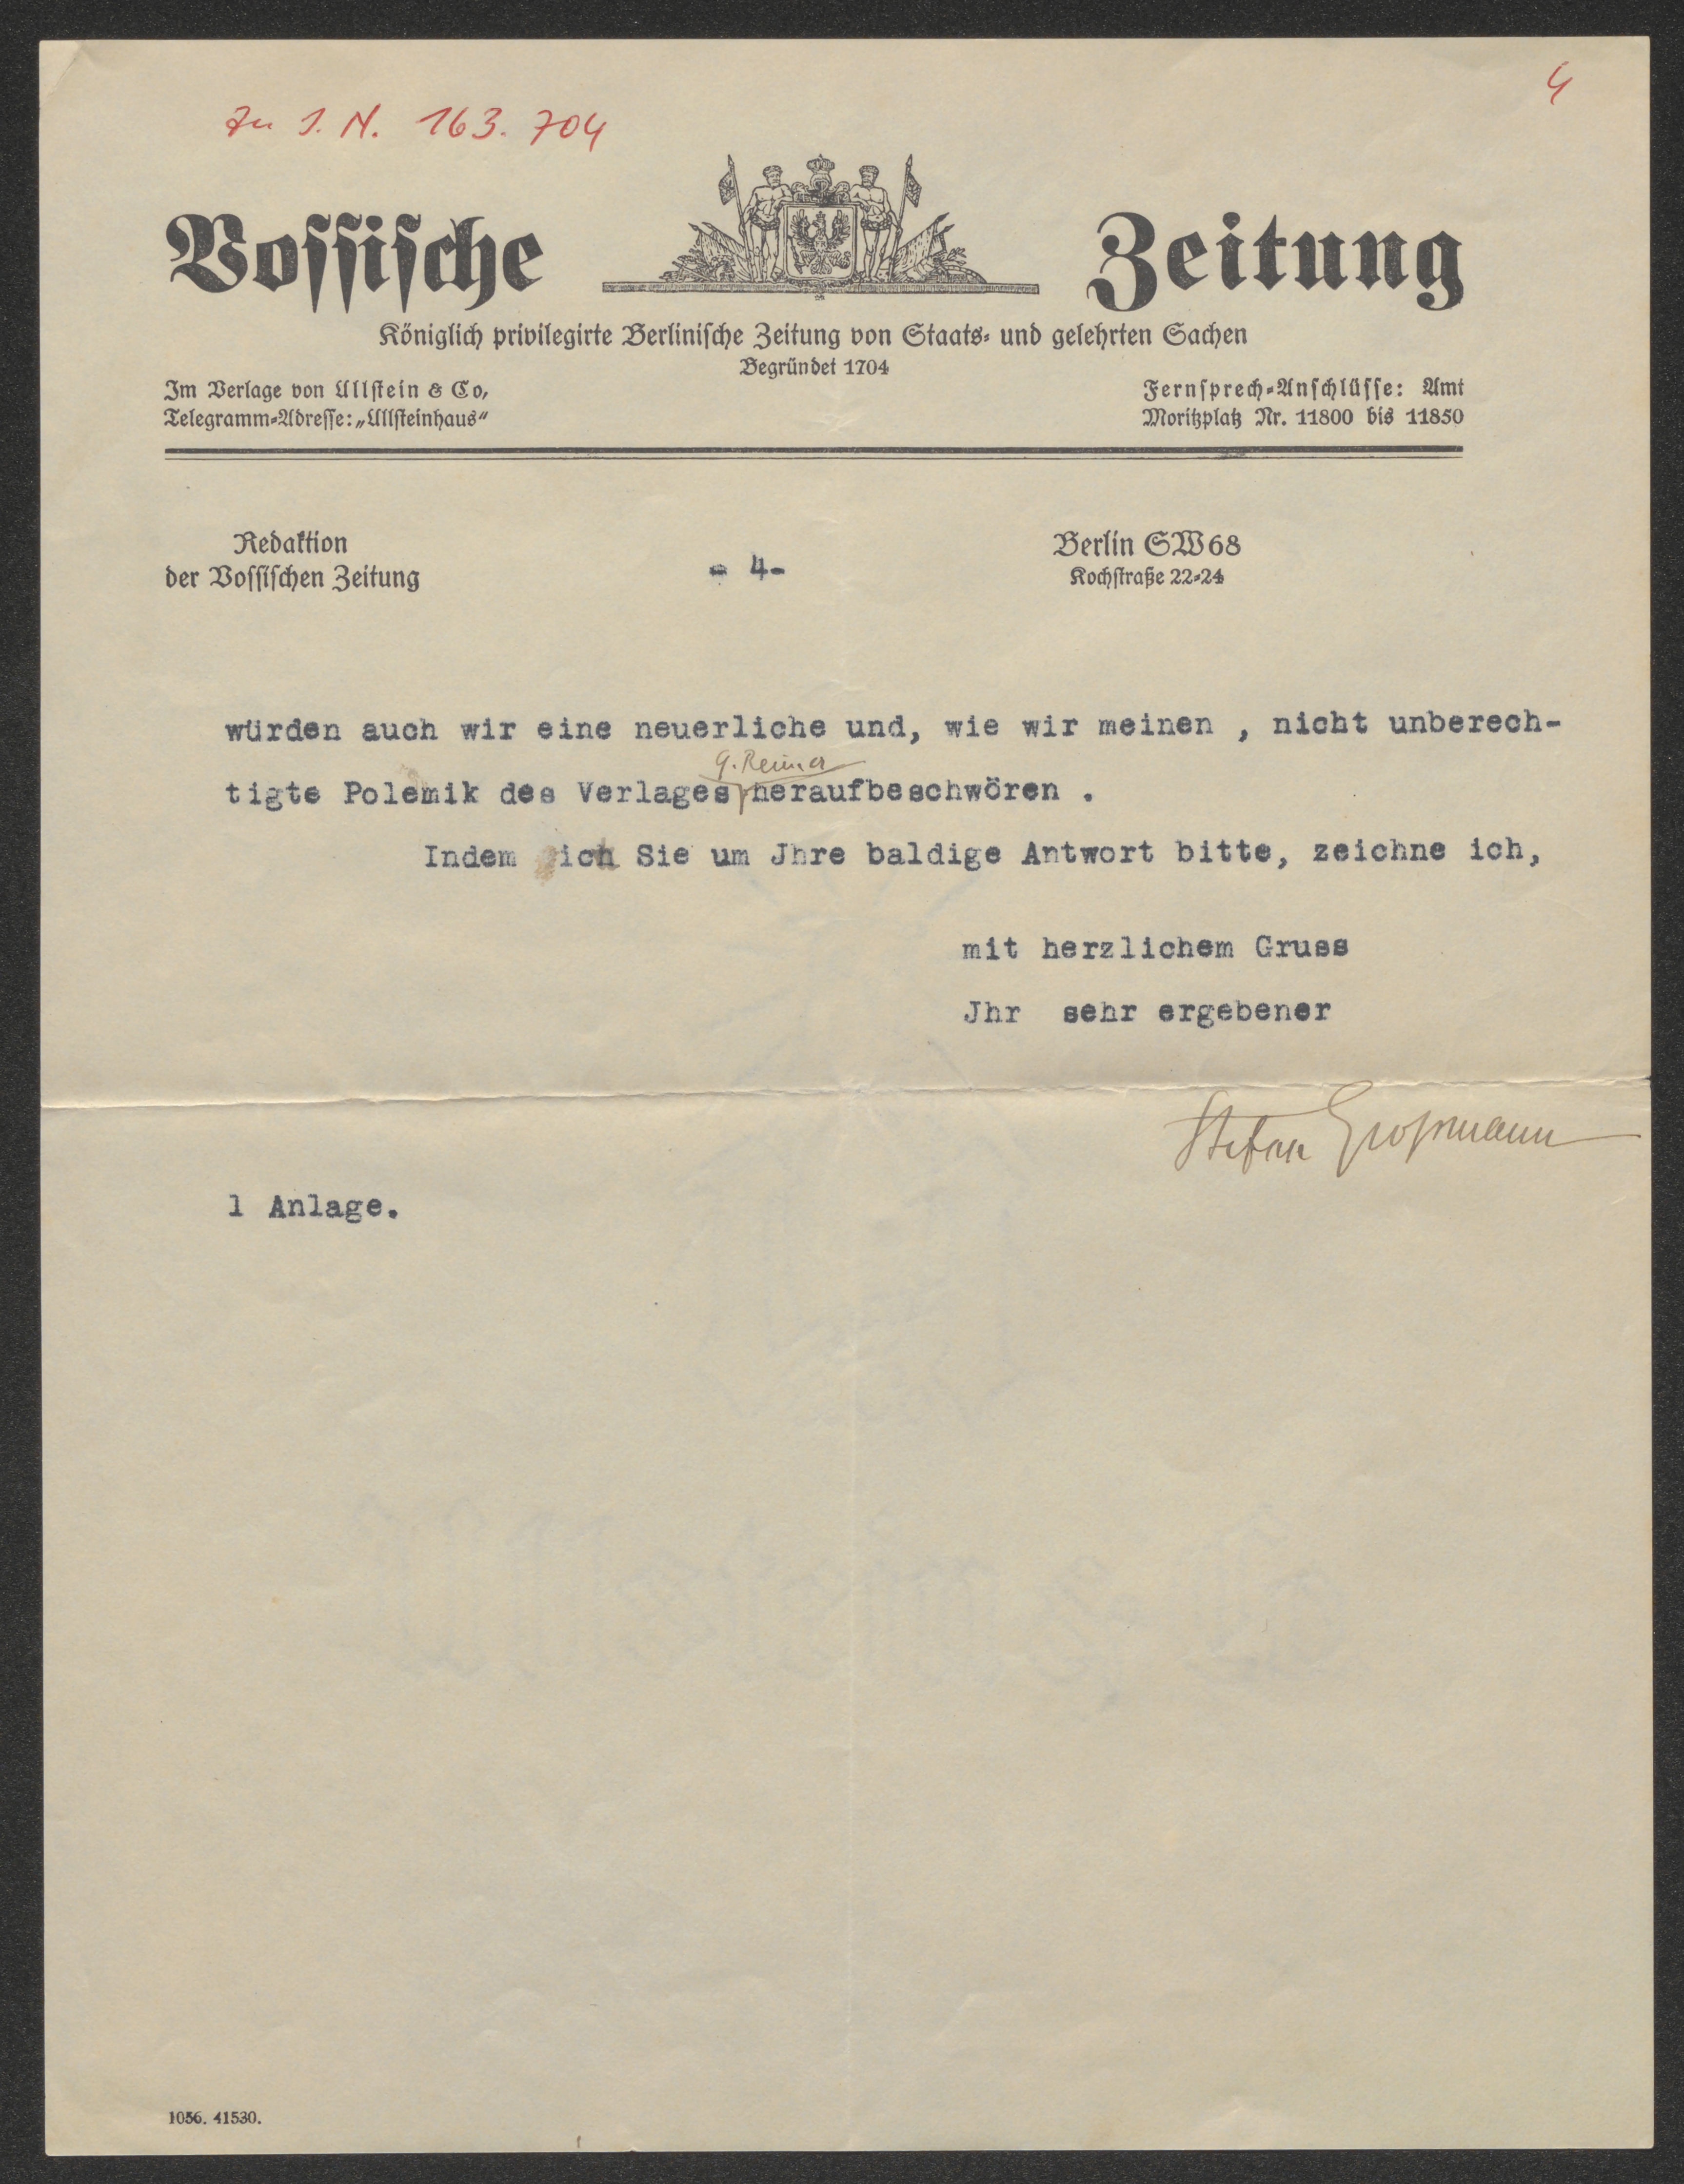 4
Zu I. N. 163.704
Vossische Zeitung
Königlich privilegirte Berlinische Zeitung von Staats- und gelehrten Sachen
Begründet 1704
Im Verlage von Ullstein & Co,
Telegramm-Adresse: „Ullsteinhaus“
Fernsprech-Anschlüsse: Amt
Moritzplatz Nr. 11800 bis 11850
Redaktion
der Vossischen Zeitung
- 4-
Berlin SW68
Kochstraße 22-24
würden auch wir eine neuerliche und, wie wir meinen , nicht unberech-
G. Reimer
tigte Polemik des Verlages heraufbeschwören .
Indem ich Sie um Jhre baldige Antwort bitte, zeichne ich,
mit herzlichem Gruss
Jhr sehr ergebener
Stefan Großmann
1 Anlage.
1056. 41530.